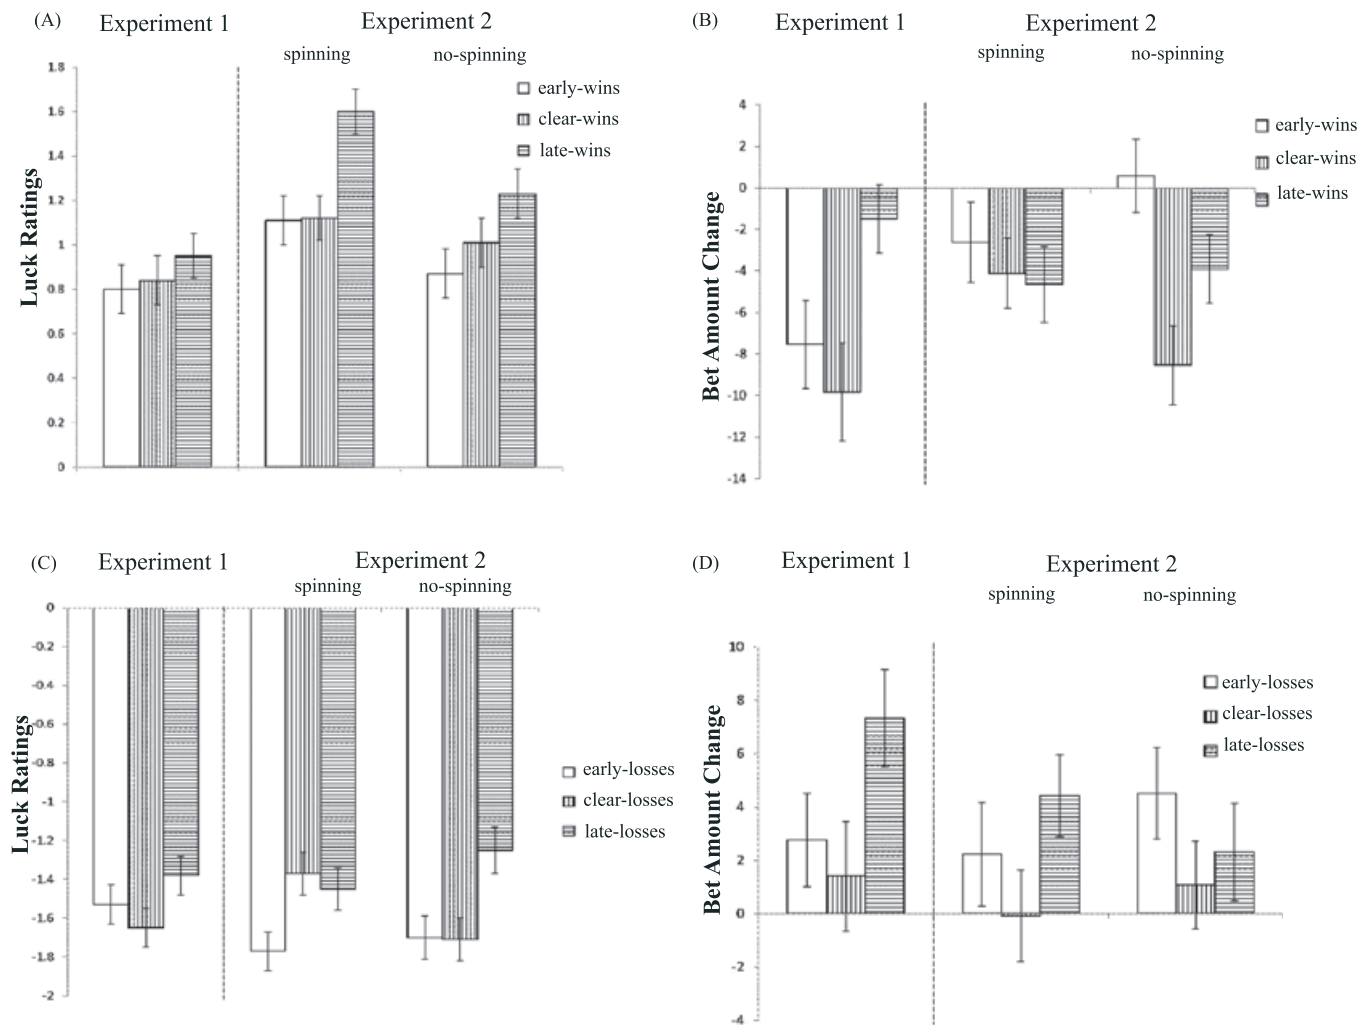 (A)
Experiment 1
Experiment 2
spinning
no-spinning
early-wins
clear-wins
late-wins
Luck Ratings
1.8
1.6
1.4
1.2
1
0.8
0.6
0.4
0.2
0
(B)
Experiment 1
Experiment 2
spinning
no-spinning
early-wins
clear-wins
late-wins
Bet Amount Change
4
2
0
-2
-4
-6
-8
-10
-12
-14
(C)
Experiment 1
Experiment 2
spinning
no-spinning
Luck Ratings
0
-0.2
-0.4
-0.6
-0.8
-1
-1.2
-1.4
-1.6
-1.8
-2
early-losses
clear-losses
late-losses
(D)
Experiment 1
Experiment 2
spinning
no-spinning
Bet Amount Change
10
8
6
4
2
0
-2
-4
early-losses
clear-losses
late-losses